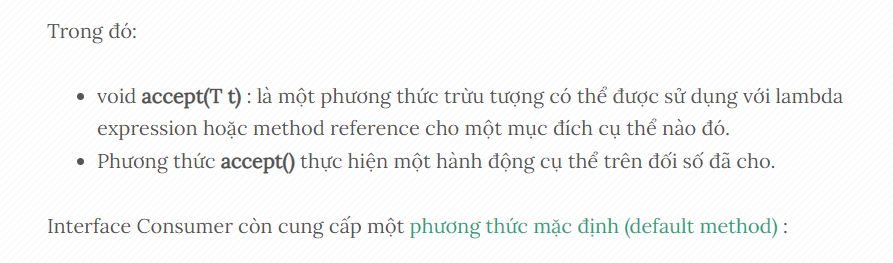 Trong đó:
void accept(T t) : là một phương thức trừu tượng có thể được sử dụng với lambda
expression hoặc method reference cho một mục đích cụ thể nào đó.
Phương thức accept() thực hiện một hành động cụ thể trên đối số đã cho.
Interface Consumer còn cung cấp một phương thức mặc định (default method) :